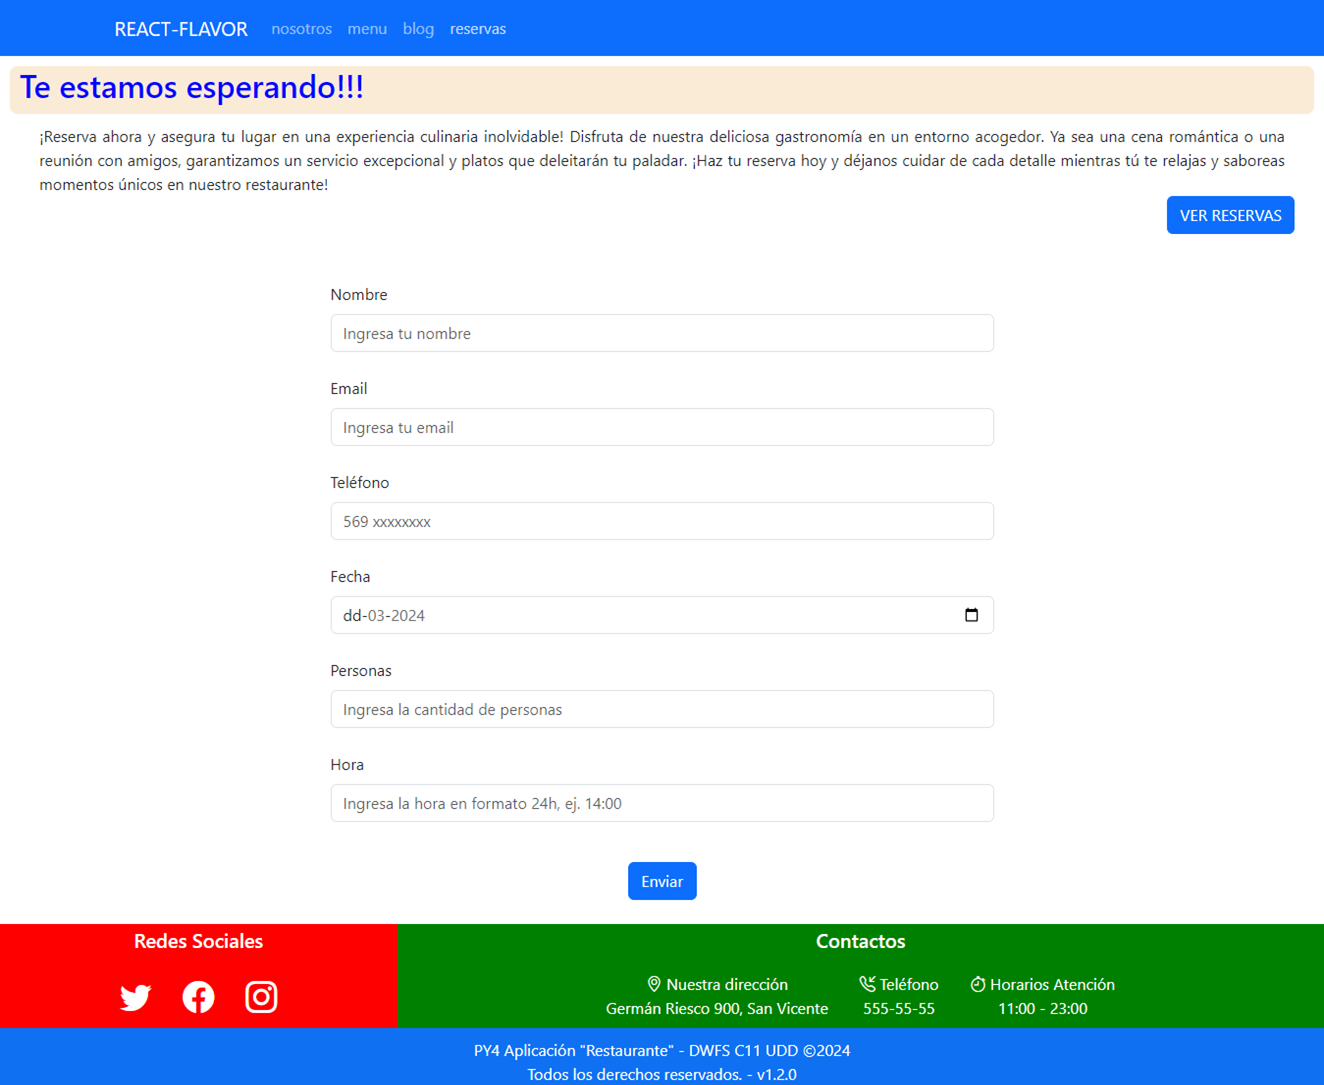 REACT-FLAVOR nosotros menu blog reservas
Te estamos esperando!!!
¡Reserva ahora y asegura tu lugar en una experiencia culinaria inolvidable! Disfruta de nuestra deliciosa gastronomía en un entorno acogedor. Ya sea una cena romántica o una
reunión con amigos, garantizamos un servicio excepcional y platos que deleitarán tu paladar. ¡Haz tu reserva hoy y déjanos cuidar de cada detalle mientras tú te relajas y saboreas
momentos únicos en nuestro restaurante!
VER RESERVAS
Nombre
Ingresa tu nombre
Email
Ingresa tu email
Teléfono
569 xxxxxxxx
Fecha
dd-03-2024
Personas
Ingresa la cantidad de personas
Hora
Ingresa la hora en formato 24h, ej. 14:00
Enviar
Redes Sociales
Contactos
Nuestra dirección
Germán Riesco 900, San Vicente
Teléfono
555-55-55
Horarios Atención
11:00 - 23:00
PY4 Aplicación "Restaurante" - DWFS C11 UDD ©2024
Todos los derechos reservados. - v1.2.0